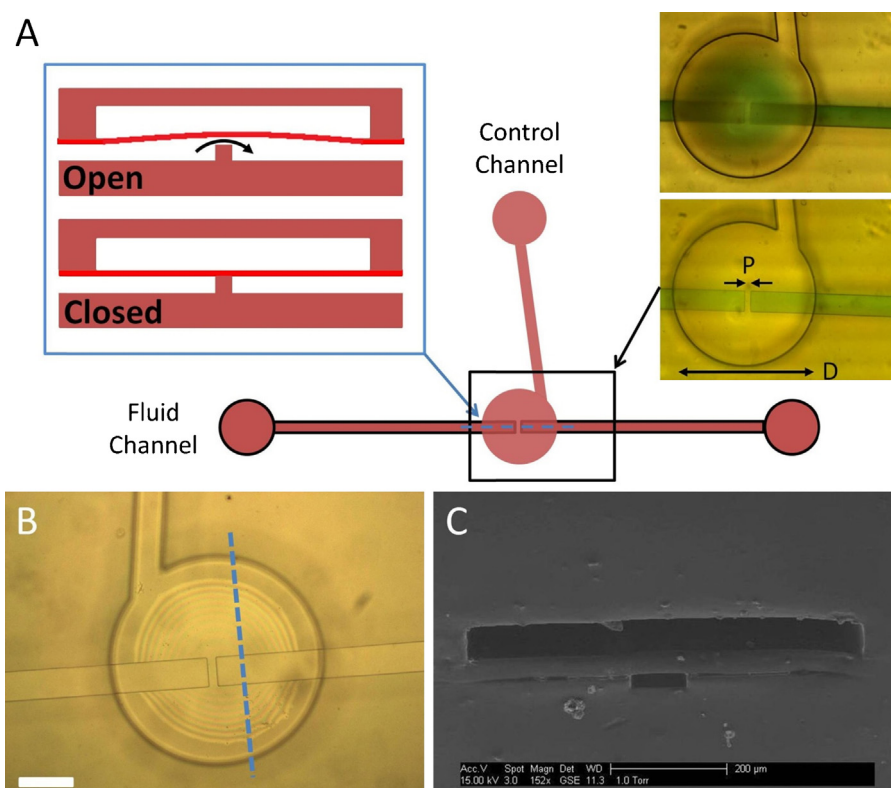 A
Open
Closed
Control
Channel
P
D
Fluid
Channel
B
C
Acc.V Spot Magn Det WD 200 µm
15.00 kV 3.0 152x GSE 11.3 1.0 Torr